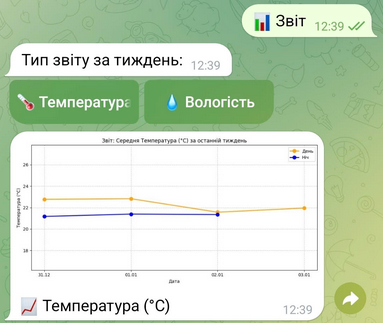 📊 Звіт 12:39
Тип звіту за тиждень: 12:39
🌡️ Температура 💧 Вологість
Звіт: Середня Температура (°C) за останній тиждень
День
Ніч
26
24
22
20
18
Температура (°C)
31.12 01.01 02.01 03.01
Дата
📈 Температура (°C) 12:39